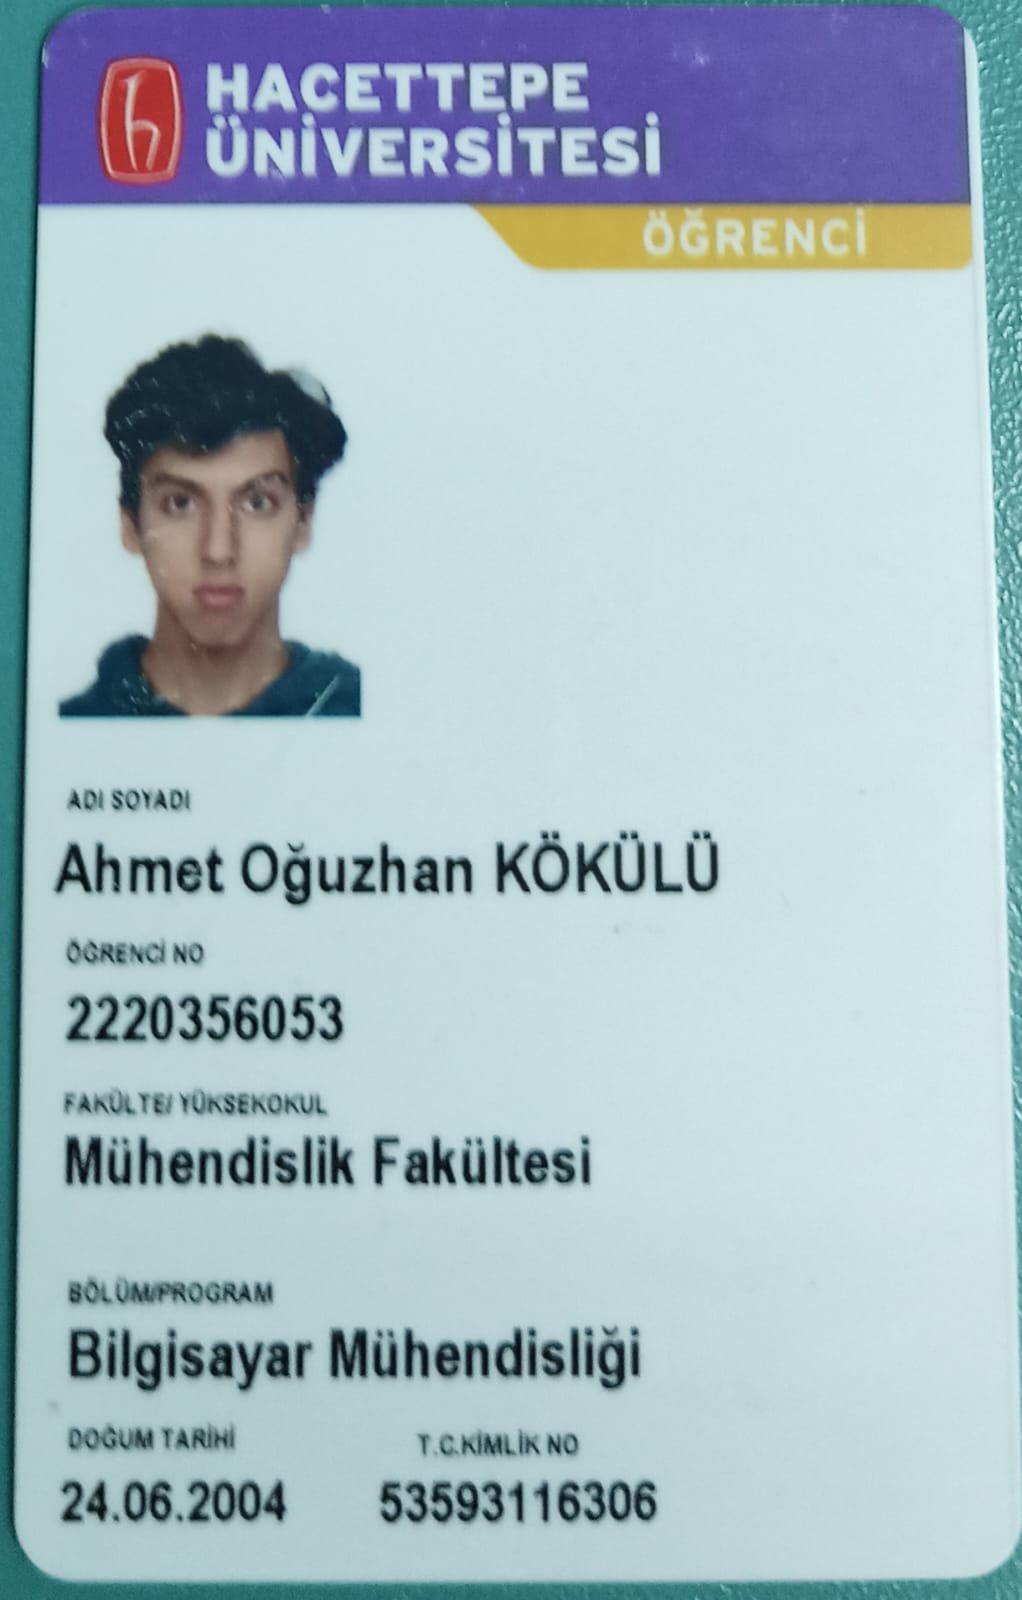 HACETTEPE
ÜNİVERSİTESİ
ÖĞRENCİ
ADI SOYADI
Ahmet Oğuzhan KÖKÜLÜ
ÖĞRENCİ NO
2220356053
FAKÜLTE/ YÜKSEKOKUL
Mühendislik Fakültesi
BÖLÜM/PROGRAM
Bilgisayar Mühendisliği
DOĞUM TARİHİ T.C.KİMLİK NO
24.06.2004 53593116306